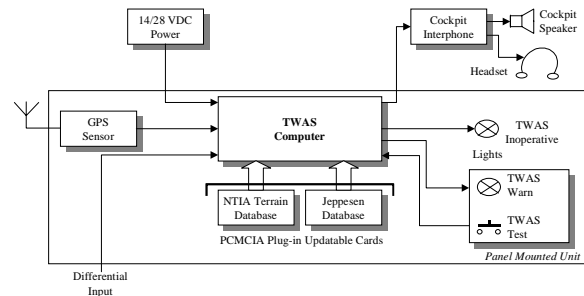 14/28 VDC
Power
Cockpit
Interphone
Cockpit
Speaker
Headset
GPS
Sensor
TWAS
Computer
TWAS
Inoperative
Lights
TWAS
Warn
TWAS
Test
NTIA Terrain
Database
Jeppesen
Database
PCMCIA Plug-in Updatable Cards
Panel Mounted Unit
Differential
Input